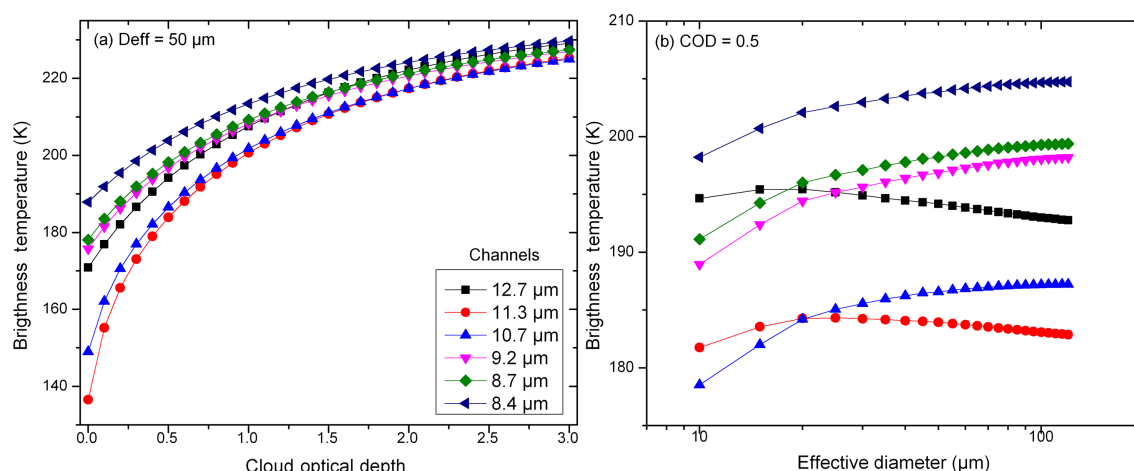 (a) Deff = 50 µm
Brigthness temperature (K)
220
200
180
160
140
0.0 0.5 1.0 1.5 2.0 2.5 3.0
Cloud optical depth
Channels
12.7 µm
11.3 µm
10.7 µm
9.2 µm
8.7 µm
8.4 µm
(b) COD = 0.5
Brigthness temperature (K)
210
200
190
180
10 100
Effective diameter (µm)